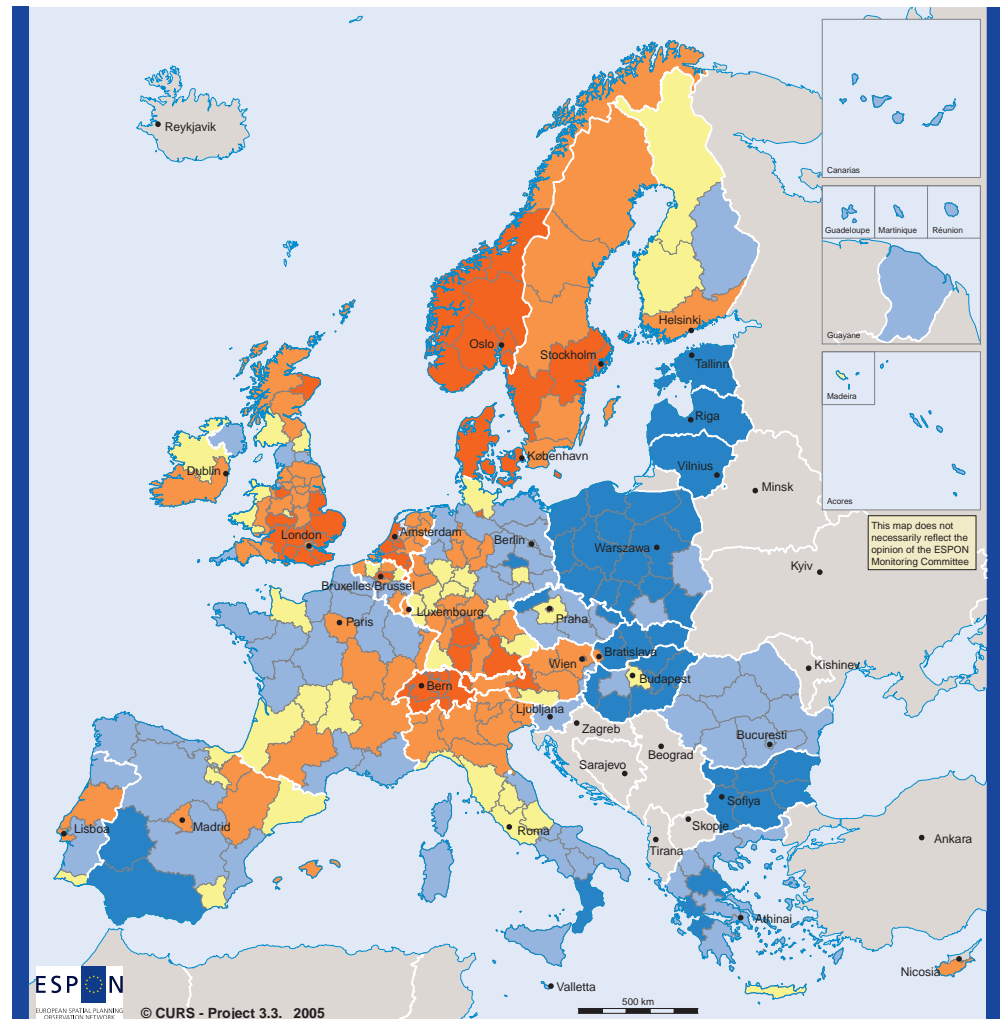 Reykjavik
Canarias
Guadeloupe
Martinique
Réunion
Guayane
Madeira
Acores
This map does not
necessarily reflect the
opinion of the ESPON
Monitoring Committee
Helsinki
Oslo
Stockholm
Tallinn
Riga
København
Vilnius
Dublin
Minsk
London
Amsterdam
Berlin
Warszawa
Kyiv
Bruxelles/Brussel
Luxembourg
Paris
Praha
Wien
Bratislava
Kishinev
Bern
Budapest
Ljubljana
Zagreb
Bucuresti
Beograd
Sarajevo
Sofiya
Lisboa
Madrid
Roma
Skopje
Tirana
Ankara
Athinai
Nicosia
Valletta
500 km
ESPON
EUROPEAN SPATIAL PLANNING
OBSERVATION NETWORK
© CURS - Project 3.3. 2005